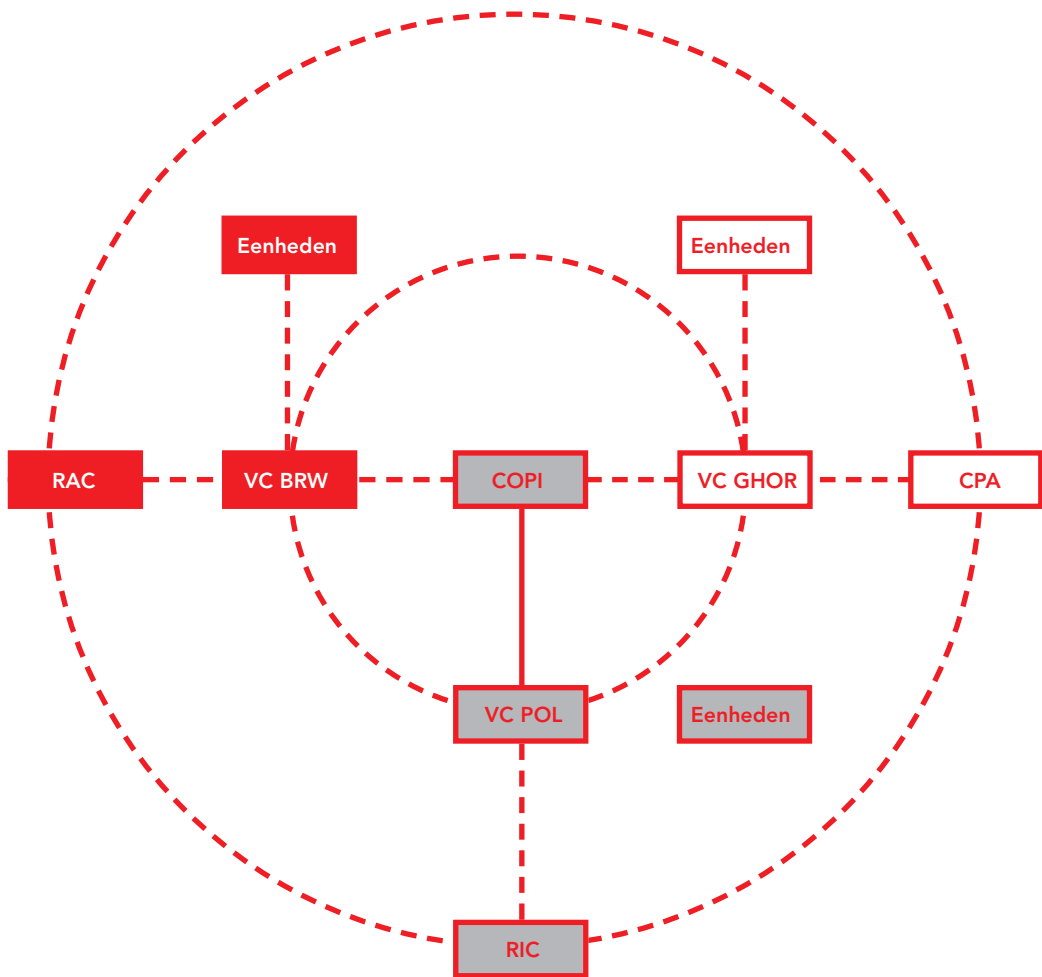 Eenheden
Eenheden
RAC
VC BRW
COPI
VC GHOR
CPA
VC POL
Eenheden
RIC